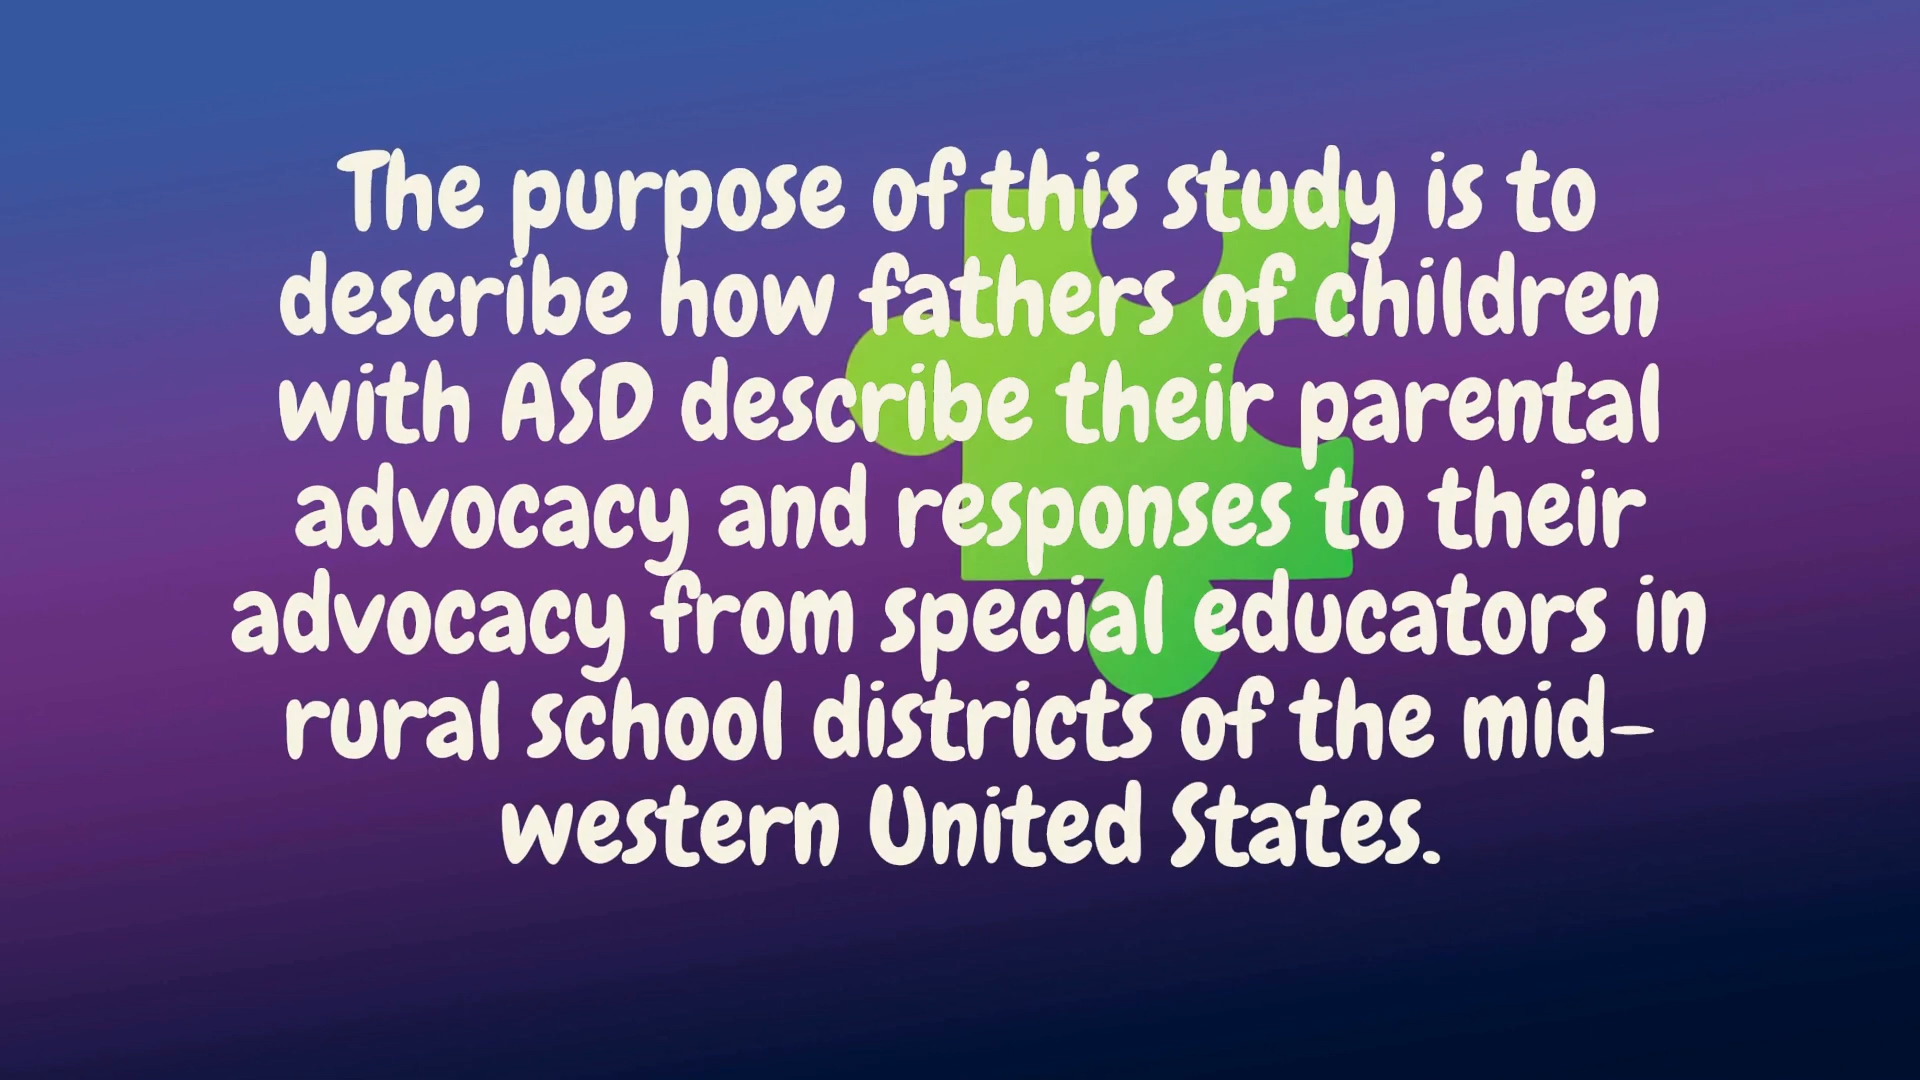 The purpose of this study is to
describe how fathers of children
with ASD describe their parental
advocacy and responses to their
advocacy from special educators in
rural school districts of the mid-
western United States.